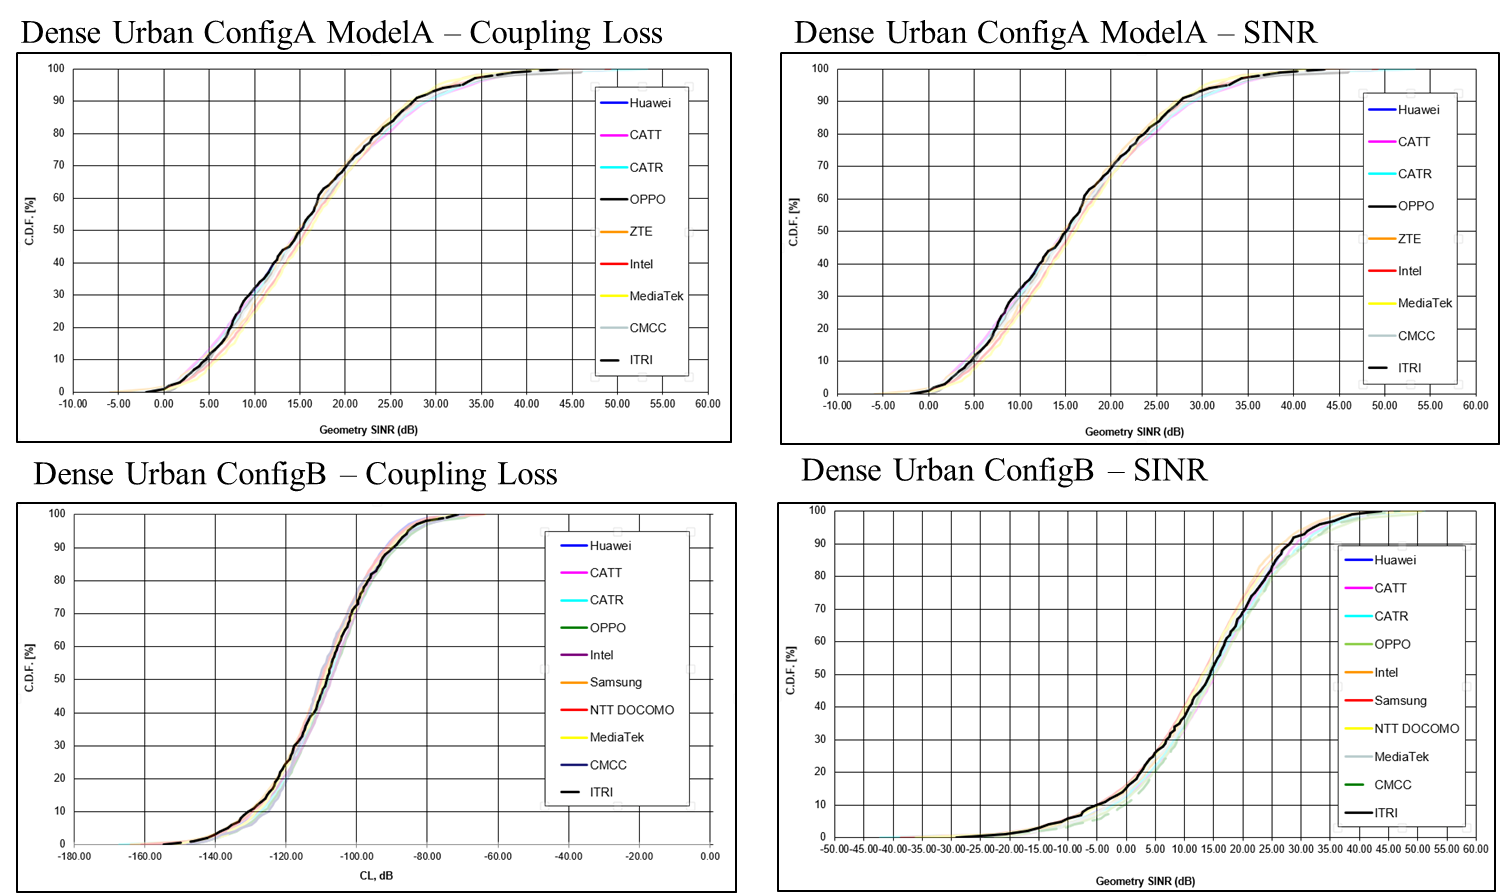 Dense Urban ConfigA ModelA – Coupling Loss
100
90
80
70
60
50
40
30
20
10
0
C.D.F. [%]
-10.00 -5.00 0.00 5.00 10.00 15.00 20.00 25.00 30.00 35.00 40.00 45.00 50.00 55.00 60.00
Geometry SINR (dB)
Huawei
CATT
CATR
OPPO
ZTE
Intel
MediaTek
CMCC
ITRI
Dense Urban ConfigA ModelA – SINR
100
90
80
70
60
50
40
30
20
10
0
C.D.F. [%]
-10.00 -5.00 0.00 5.00 10.00 15.00 20.00 25.00 30.00 35.00 40.00 45.00 50.00 55.00 60.00
Geometry SINR (dB)
Huawei
CATT
CATR
OPPO
ZTE
Intel
MediaTek
CMCC
ITRI
Dense Urban ConfigB – Coupling Loss
100
90
80
70
60
50
40
30
20
10
0
C.D.F. [%]
-180.00 -160.00 -140.00 -120.00 -100.00 -80.00 -60.00 -40.00 -20.00 0.00
CL, dB
Huawei
CATT
CATR
OPPO
Intel
Samsung
NTT DOCOMO
MediaTek
CMCC
ITRI
Dense Urban ConfigB – SINR
100
90
80
70
60
50
40
30
20
10
0
C.D.F. [%]
-50.00 -45.00 -40.00 -35.00 -30.00 -25.00 -20.00 -15.00 -10.00 -5.00 0.00 5.00 10.00 15.00 20.00 25.00 30.00 35.00 40.00 45.00 50.00 55.00 60.00
Geometry SINR (dB)
Huawei
CATT
CATR
OPPO
Intel
Samsung
NTT DOCOMO
MediaTek
CMCC
ITRI